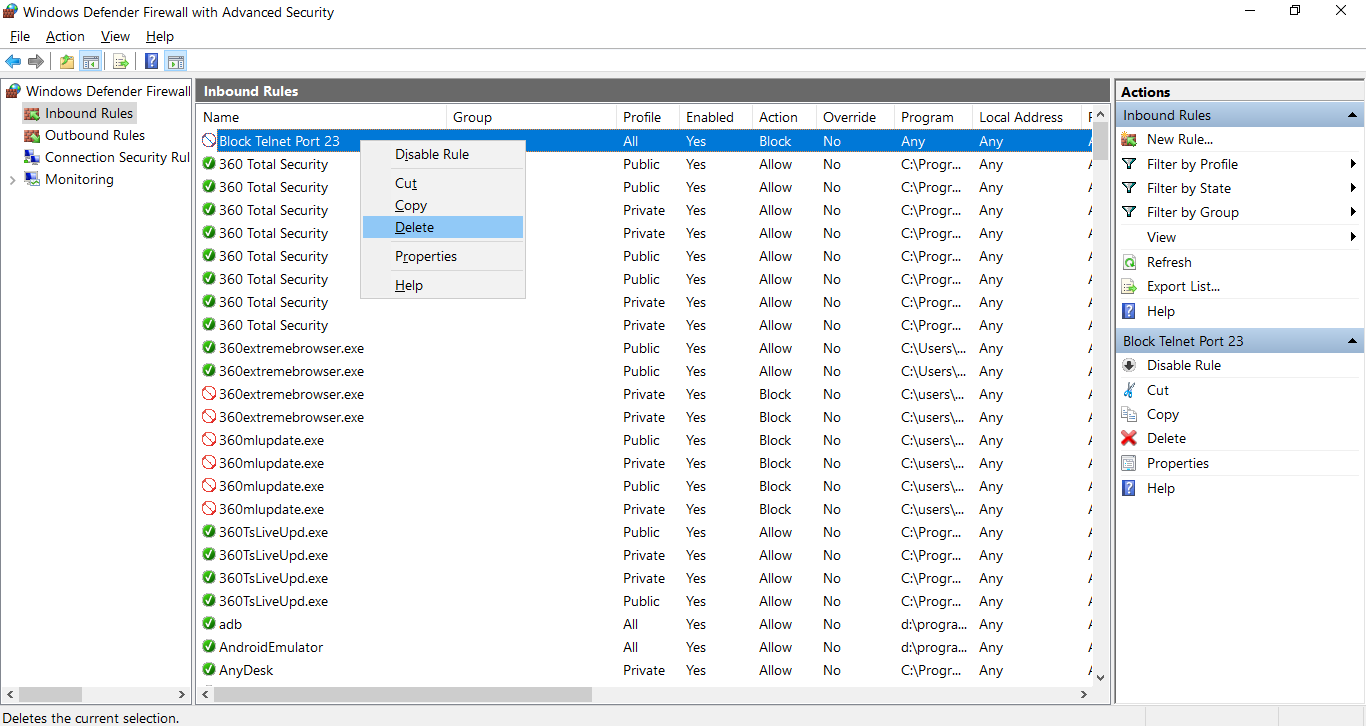 Windows Defender Firewall with Advanced Security
File Action View Help
Windows Defender Firewall
Inbound Rules
Outbound Rules
Connection Security Rul
Monitoring
Inbound Rules
Name Group Profile Enabled Action Override Program Local Address
Block Telnet Port 23 All Yes Block No Any Any
360 Total Security Public Yes Allow No C:\Progr... Any
360 Total Security Public Yes Allow No C:\Progr... Any
360 Total Security Private Yes Allow No C:\Progr... Any
360 Total Security Private Yes Allow No C:\Progr... Any
360 Total Security Public Yes Allow No C:\Progr... Any
360 Total Security Public Yes Allow No C:\Progr... Any
360 Total Security Private Yes Allow No C:\Progr... Any
360 Total Security Private Yes Allow No C:\Progr... Any
360extremebrowser.exe Public Yes Allow No C:\Users\... Any
360extremebrowser.exe Public Yes Allow No C:\Users\... Any
360extremebrowser.exe Private Yes Block No C:\users\... Any
360extremebrowser.exe Private Yes Block No C:\users\... Any
360mlupdate.exe Public Yes Block No C:\users\... Any
360mlupdate.exe Private Yes Block No C:\users\... Any
360mlupdate.exe Public Yes Block No C:\users\... Any
360mlupdate.exe Private Yes Block No C:\users\... Any
360TsLiveUpd.exe Public Yes Allow No C:\Progr... Any
360TsLiveUpd.exe Private Yes Allow No C:\Progr... Any
360TsLiveUpd.exe Private Yes Allow No C:\Progr... Any
360TsLiveUpd.exe Public Yes Allow No C:\Progr... Any
adb All Yes Allow No d:\progra... Any
AndroidEmulator All Yes Allow No d:\progra... Any
AnyDesk Private Yes Allow No C:\Progr... Any
Disable Rule
Cut
Copy
Delete
Properties
Help
Actions
Inbound Rules
New Rule...
Filter by Profile
Filter by State
Filter by Group
View
Refresh
Export List...
Help
Block Telnet Port 23
Disable Rule
Cut
Copy
Delete
Properties
Help
Deletes the current selection.